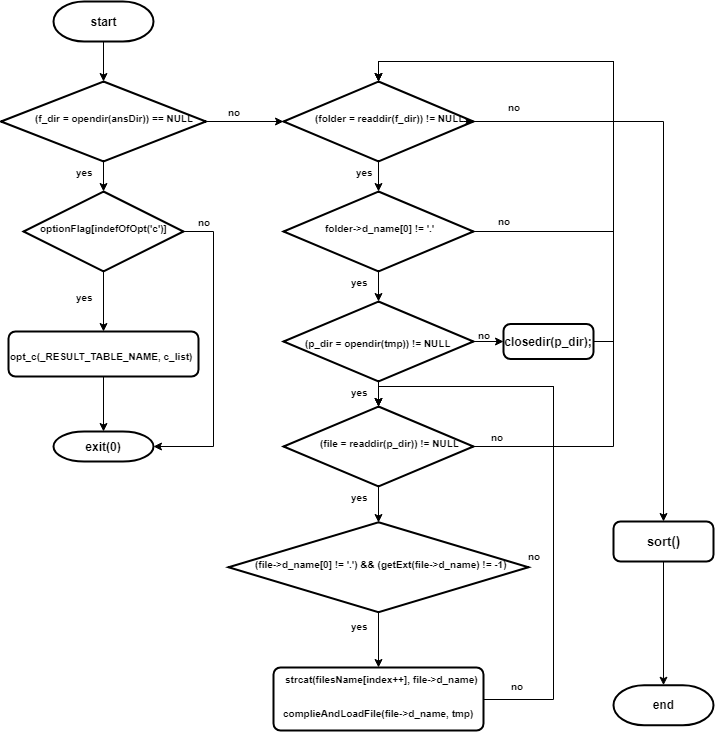 start
(f_dir = opendir(ansDir)) == NULL
no
(folder = readdir(f_dir)) != NULL
no
yes
yes
optionFlag[indefOfOpt('c')]
no
folder->d_name[0] != '.'
no
yes
yes
opt_c(_RESULT_TABLE_NAME, c_list)
(p_dir = opendir(tmp)) != NULL
no
closedir(p_dir);
yes
exit(0)
(file = readdir(p_dir)) != NULL
no
yes
sort()
(file->d_name[0] != '.') && (getExt(file->d_name) != -1)
no
yes
strcat(filesName[index++], file->d_name)
no
complieAndLoadFile(file->d_name, tmp)
end